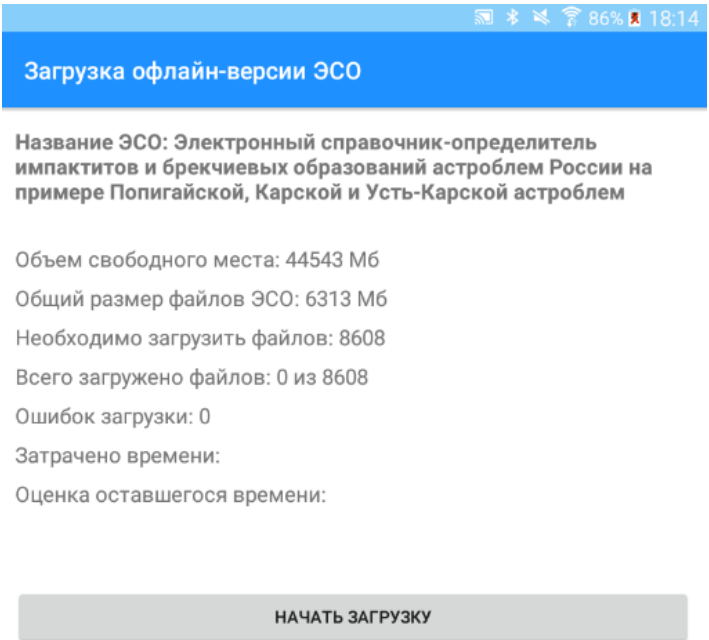 86% 18:14
Загрузка офлайн-версии ЭСО
Название ЭСО: Электронный справочник-определитель
импактитов и брекчиевых образований астроблем России на
примере Попигайской, Карской и Усть-Карской астроблем
Объем свободного места: 44543 Мб
Общий размер файлов ЭСО: 6313 Мб
Необходимо загрузить файлов: 8608
Всего загружено файлов: 0 из 8608
Ошибок загрузки: 0
Затрачено времени:
Оценка оставшегося времени:
НАЧАТЬ ЗАГРУЗКУ